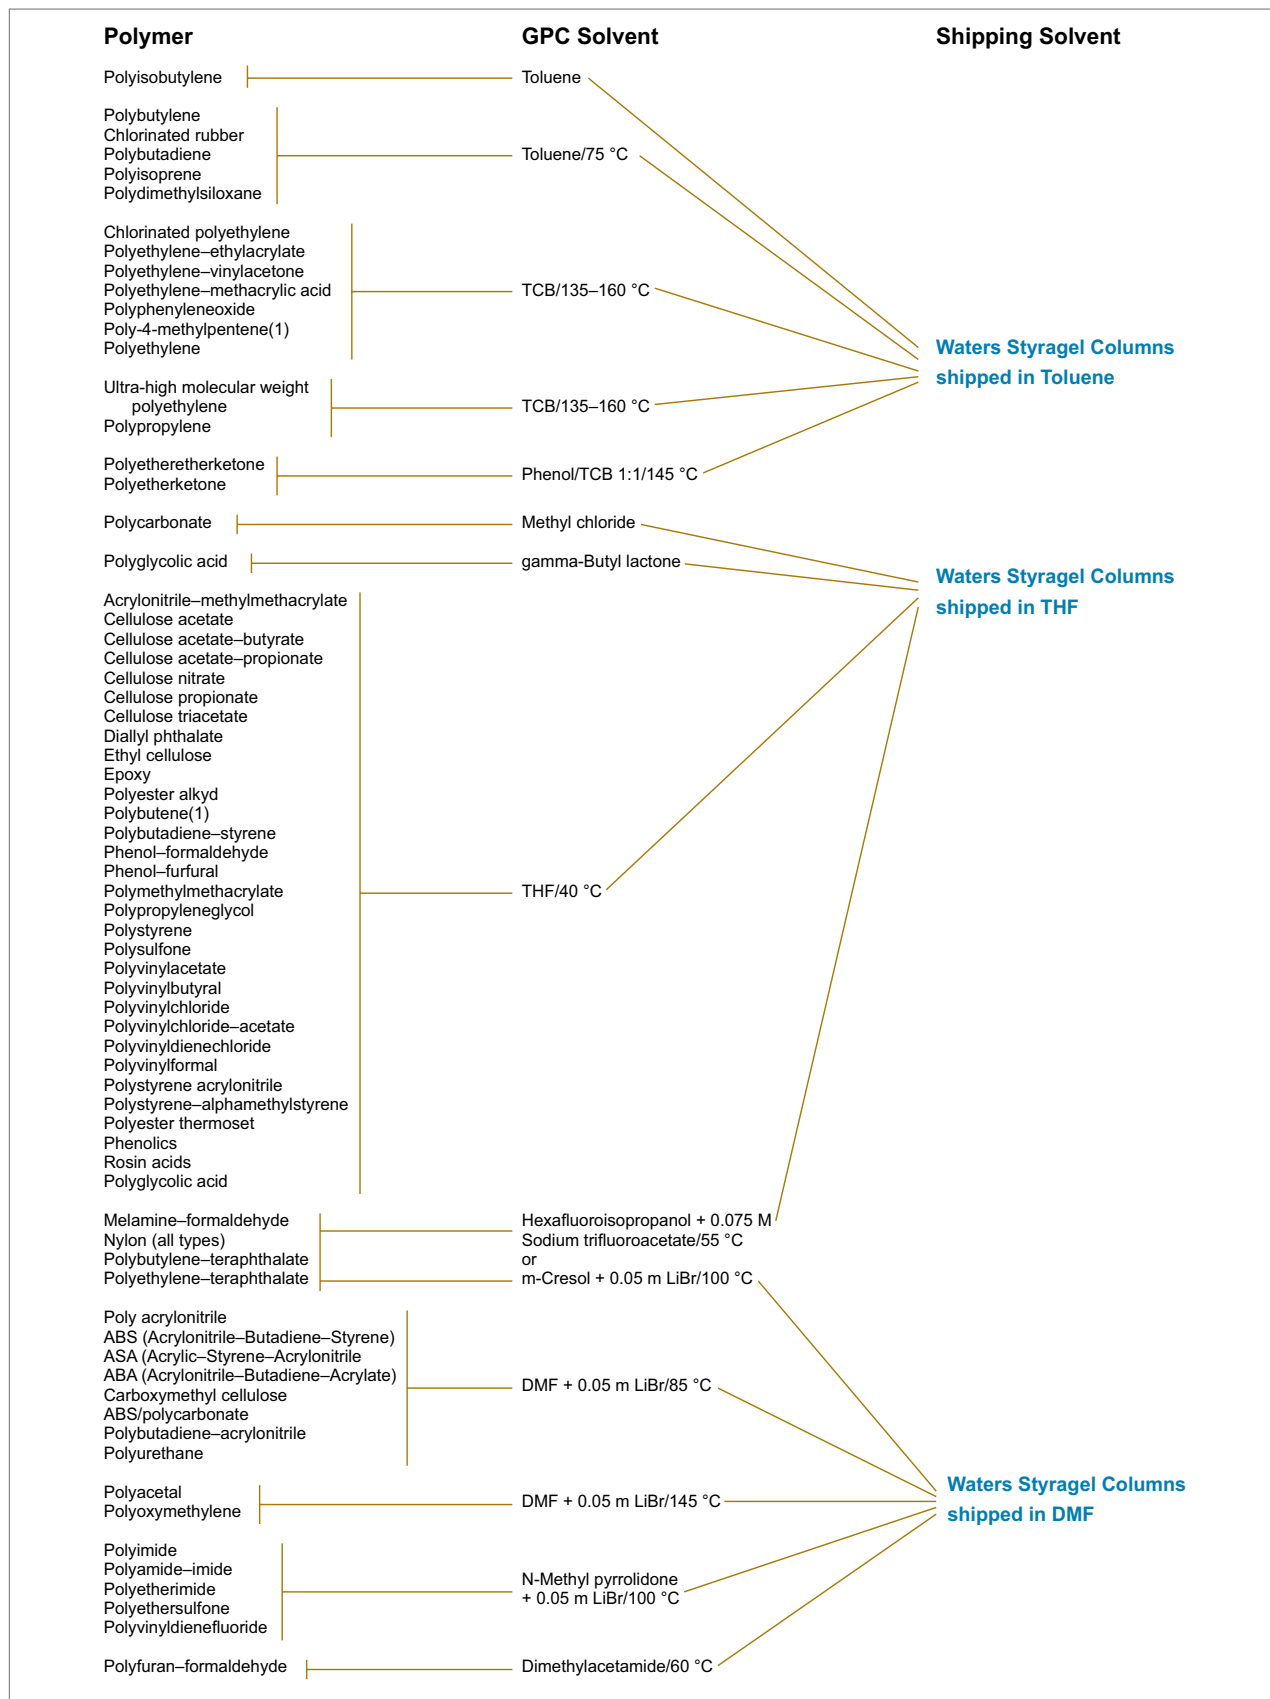 Polymer GPC Solvent Shipping Solvent
Polyisobutylene Toluene
Polybutylene
Chlorinated rubber
Polybutadiene Toluene/75 °C
Polyisoprene
Polydimethylsiloxane
Chlorinated polyethylene
Polyethylene–ethylacrylate
Polyethylene–vinylacetone
Polyethylene–methacrylic acid TCB/135–160 °C
Polyphenyleneoxide
Poly-4-methylpentene(1)
Polyethylene
Waters Styragel Columns
shipped in Toluene
Ultra-high molecular weight
polyethylene TCB/135–160 °C
Polypropylene
Polyetheretherketone
Polyetherketone
Phenol/TCB 1:1/145 °C
Polycarbonate Methyl chloride
Polyglycolic acid gamma-Butyl lactone
Waters Styragel Columns
shipped in THF
Acrylonitrile–methylmethacrylate
Cellulose acetate
Cellulose acetate–butyrate
Cellulose acetate–propionate
Cellulose nitrate
Cellulose propionate
Cellulose triacetate
Diallyl phthalate
Ethyl cellulose
Epoxy
Polyester alkyd
Polybutene(1)
Polybutadiene–styrene
Phenol–formaldehyde
Phenol–furfural
Polymethylmethacrylate THF/40 °C
Polypropyleneglycol
Polystyrene
Polysulfone
Polyvinylacetate
Polyvinylbutyral
Polyvinylchloride
Polyvinylchloride–acetate
Polyvinyldienechloride
Polyvinylformal
Polystyrene acrylonitrile
Polystyrene–alphamethylstyrene
Polyester thermoset
Phenolics
Rosin acids
Polyglycolic acid
Melamine–formaldehyde Hexafluoroisopropanol + 0.075 M
Nylon (all types) Sodium trifluoroacetate/55 °C
Polybutylene–teraphthalate or
Polyethylene–teraphthalate m-Cresol + 0.05 m LiBr/100 °C
Poly acrylonitrile
ABS (Acrylonitrile–Butadiene–Styrene)
ASA (Acrylic–Styrene–Acrylonitrile
ABA (Acrylonitrile–Butadiene–Acrylate)
Carboxymethyl cellulose DMF + 0.05 m LiBr/85 °C
ABS/polycarbonate
Polybutadiene–acrylonitrile
Polyurethane
Waters Styragel Columns
shipped in DMF
Polyacetal
Polyoxymethylene
DMF + 0.05 m LiBr/145 °C
Polyimide
Polyamide–imide
Polyetherimide
Polyethersulfone
Polyvinyldienefluoride
N-Methyl pyrrolidone
+ 0.05 m LiBr/100 °C
Polyfuran–formaldehyde Dimethylacetamide/60 °C